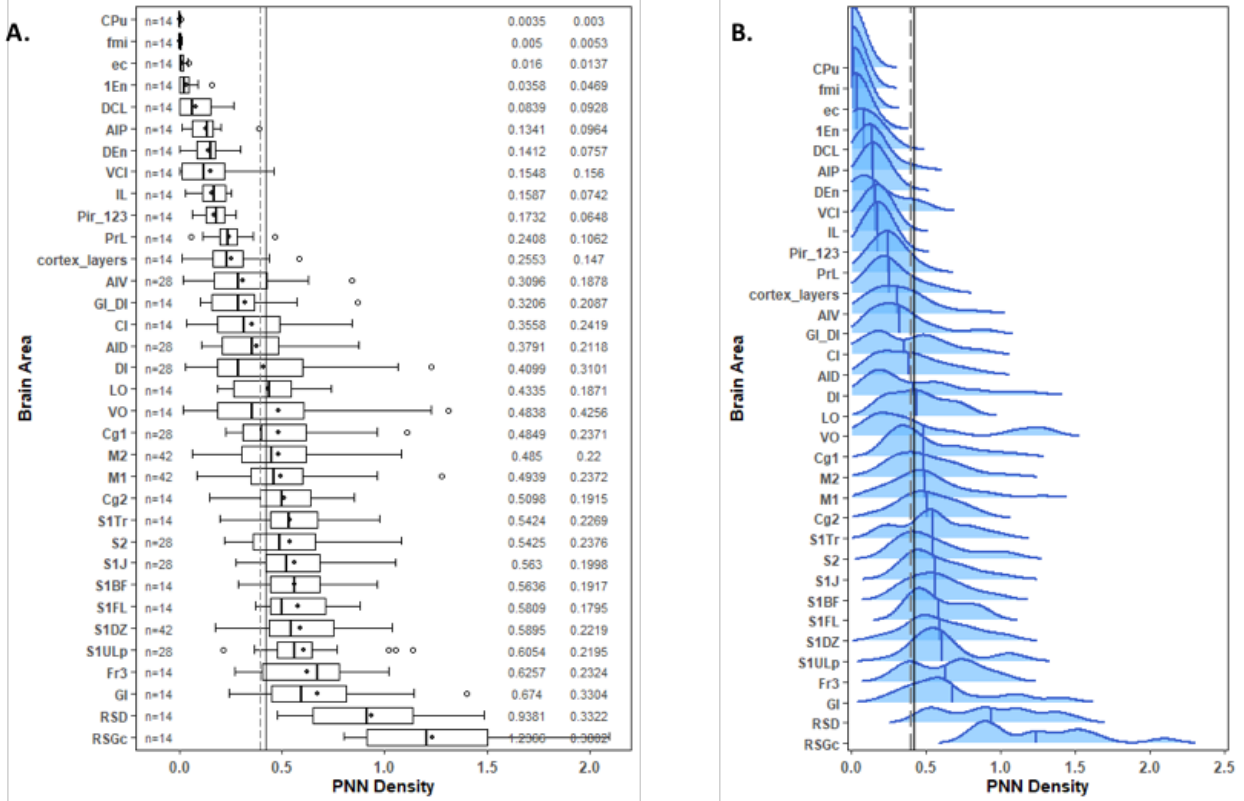 A.
CPu n=14 0.0035 0.003
fmi n=14 0.005 0.0053
ec n=14 0.016 0.0137
1En n=14 0.0358 0.0469
DCL n=14 0.0839 0.0928
AIP n=14 0.1341 0.0964
DEn n=14 0.1412 0.0757
VCI n=14 0.1548 0.156
IL n=14 0.1587 0.0742
Pir_123 n=14 0.1732 0.0648
PrL n=14 0.2408 0.1062
cortex_layers n=14 0.2553 0.147
AIV n=28 0.3096 0.1878
GI_DI n=14 0.3206 0.2087
CI n=14 0.3558 0.2419
AID n=28 0.3791 0.2118
DI n=28 0.4099 0.3101
LO n=14 0.4335 0.1871
VO n=14 0.4838 0.4256
Cg1 n=28 0.4849 0.2371
M2 n=42 0.485 0.22
M1 n=42 0.4939 0.2372
Cg2 n=14 0.5098 0.1915
S1Tr n=14 0.5424 0.2269
S2 n=28 0.5425 0.2376
S1J n=28 0.563 0.1998
S1BF n=14 0.5636 0.1917
S1FL n=14 0.5809 0.1795
S1DZ n=42 0.5895 0.2219
S1ULp n=28 0.6054 0.2195
Fr3 n=14 0.6257 0.2324
GI n=14 0.674 0.3304
RSD n=14 0.9381 0.3322
RSGc n=14
0.0 0.5 1.0 1.5 2.0
PNN Density
Brain Area
B.
CPu
fmi
ec
1En
DCL
AIP
DEn
VCI
IL
Pir_123
PrL
cortex_layers
AIV
GI_DI
CI
AID
DI
LO
VO
Cg1
M2
M1
Cg2
S1Tr
S2
S1J
S1BF
S1FL
S1DZ
S1ULp
Fr3
GI
RSD
RSGc
0.0 0.5 1.0 1.5 2.0 2.5
PNN Density
Brain Area